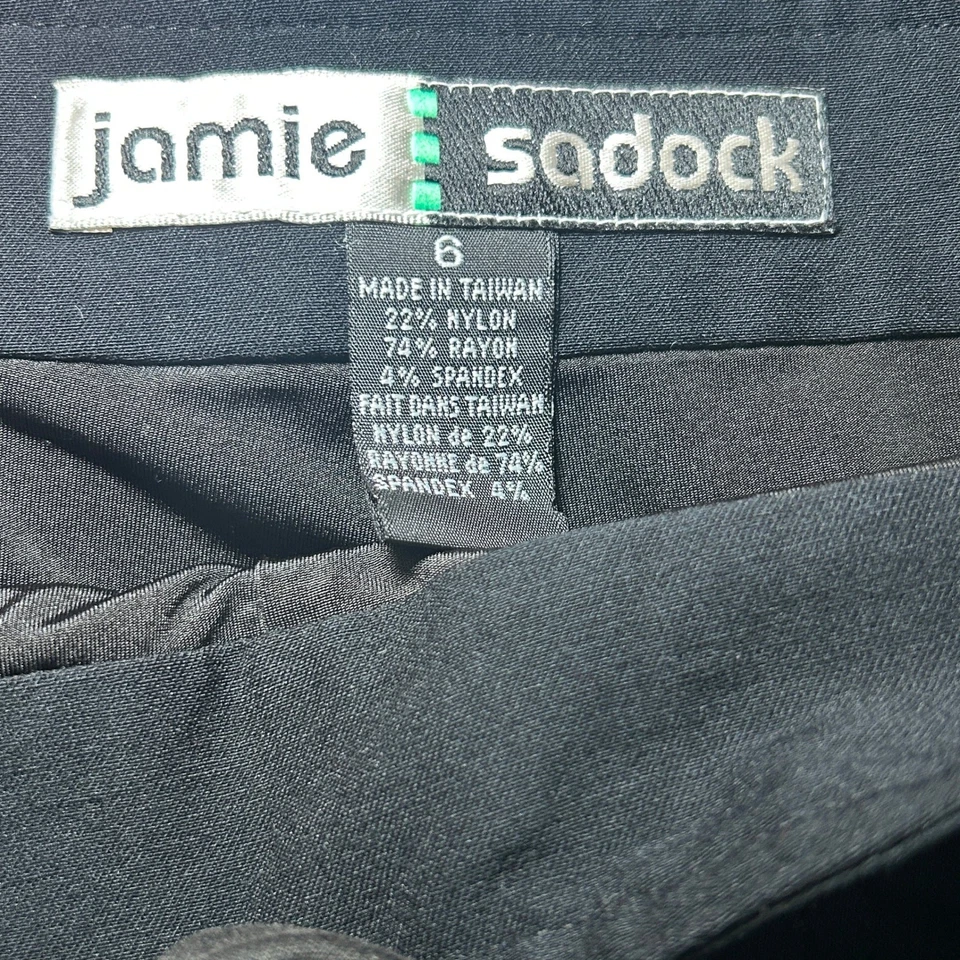 jamie sadock
6
MADE IN TAIWAN
22% NYLON
74% RAYON
4% SPANDEX
FAIT DANS TAIWAN
NYLON de 22%
RAYONNE de 74%
SPANDEX 4%